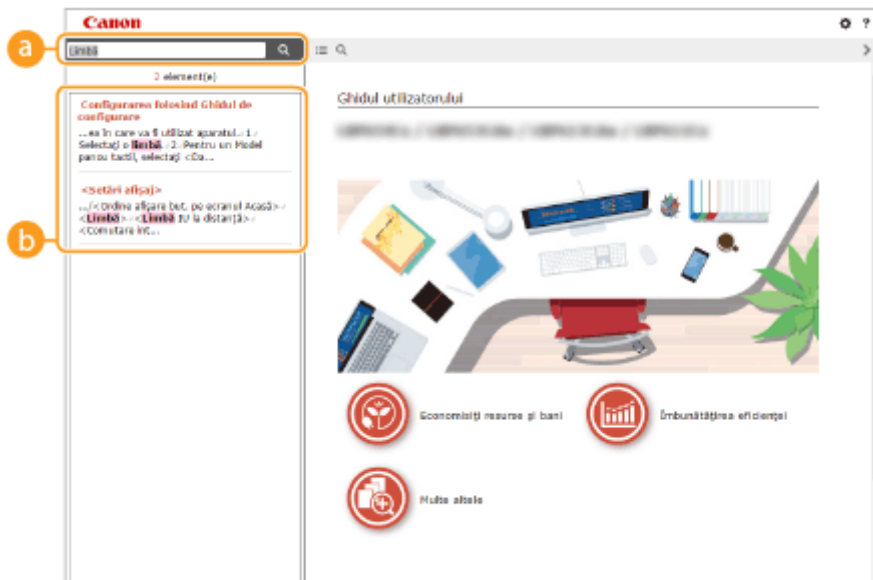 Canon
?
a
Limbă
2 element(e)
Ghidul utilizatorului
Configurarea folosind Ghidul de
configurare
...ea în care va fi utilizat aparatul. 1
Selectaţi o limbă. 2. Pentru un Model
panou tactil, selectaţi <Da...
<Setări afişaj>
.../<Ordine afişare but. pe ecranul Acasă>
<Limbă> <Limbă IU la distanţă>
<Comutare int...
b
Economisiţi resurse şi bani
Îmbunătăţirea eficienţei
Multe altele